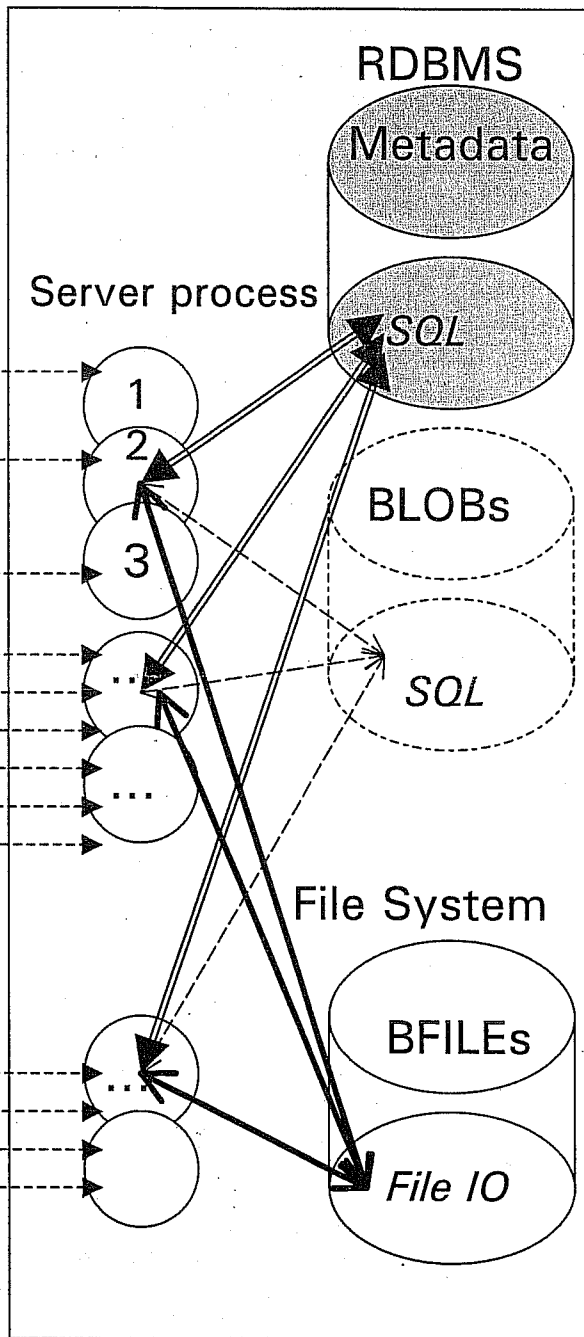 RDBMS
Metadata
Server process
SQL
1
2
BLOBs
3
...
SQL
...
File System
BFILEs
...
File IO